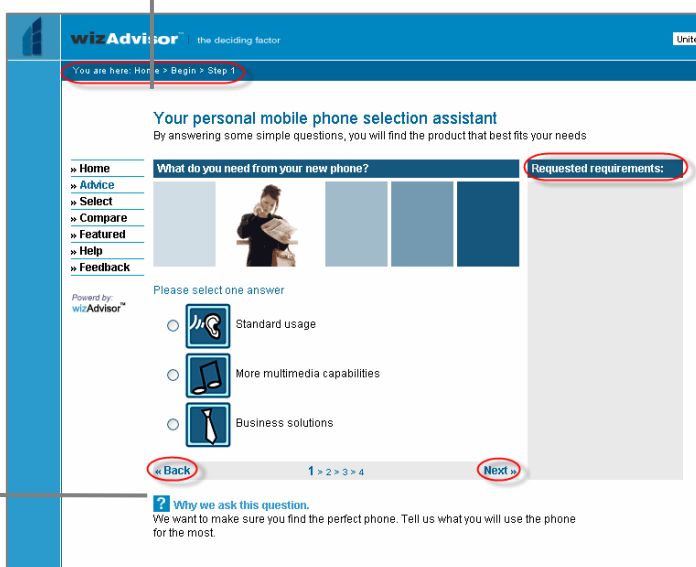 wizAdvisor™ the deciding factor
Unite
You are here: Home > Begin > Step 1
Your personal mobile phone selection assistant
By answering some simple questions, you will find the product that best fits your needs
» Home
» Advice
» Select
» Compare
» Featured
» Help
» Feedback
Powerd by:
wizAdvisor™
What do you need from your new phone?
Requested requirements:
Please select one answer
Standard usage
More multimedia capabilities
Business solutions
« Back
1 > 2 > 3 > 4
Next »
? Why we ask this question.
We want to make sure you find the perfect phone. Tell us what you will use the phone
for the most.